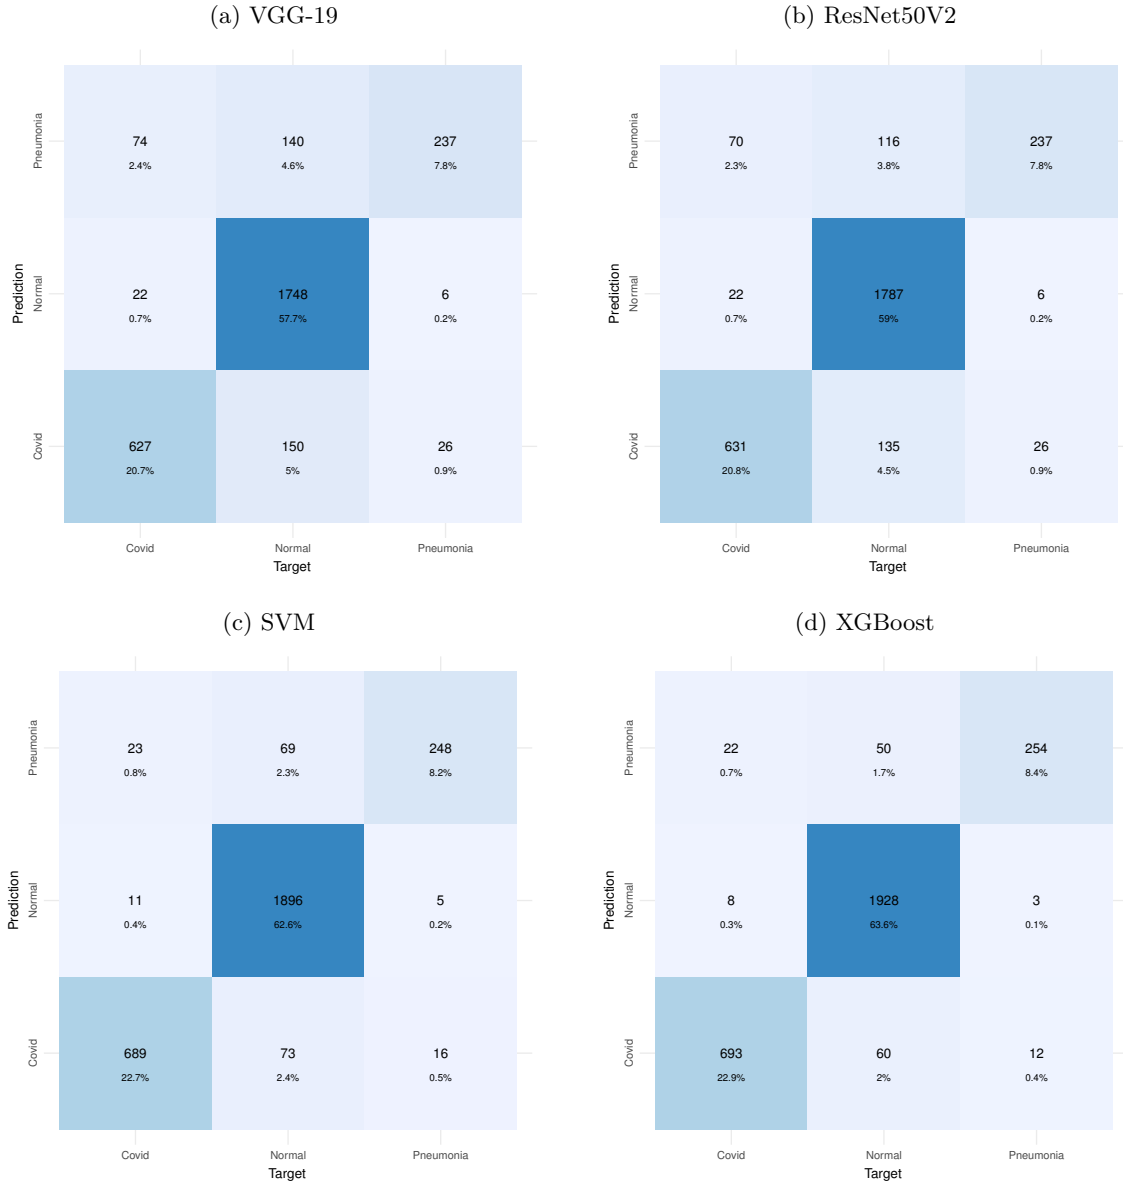 (a) VGG-19
Pneumonia
74 140 237
2.4% 4.6% 7.8%
Prediction
Normal
22 1748 6
0.7% 57.7% 0.2%
Covid
627 150 26
20.7% 5% 0.9%
Covid Normal Pneumonia
Target
(b) ResNet50V2
Pneumonia
70 116 237
2.3% 3.8% 7.8%
Prediction
Normal
22 1787 6
0.7% 59% 0.2%
Covid
631 135 26
20.8% 4.5% 0.9%
Covid Normal Pneumonia
Target
(c) SVM
Pneumonia
23 69 248
0.8% 2.3% 8.2%
Prediction
Normal
11 1896 5
0.4% 62.6% 0.2%
Covid
689 73 16
22.7% 2.4% 0.5%
Covid Normal Pneumonia
Target
(d) XGBoost
Pneumonia
22 50 254
0.7% 1.7% 8.4%
Prediction
Normal
8 1928 3
0.3% 63.6% 0.1%
Covid
693 60 12
22.9% 2% 0.4%
Covid Normal Pneumonia
Target